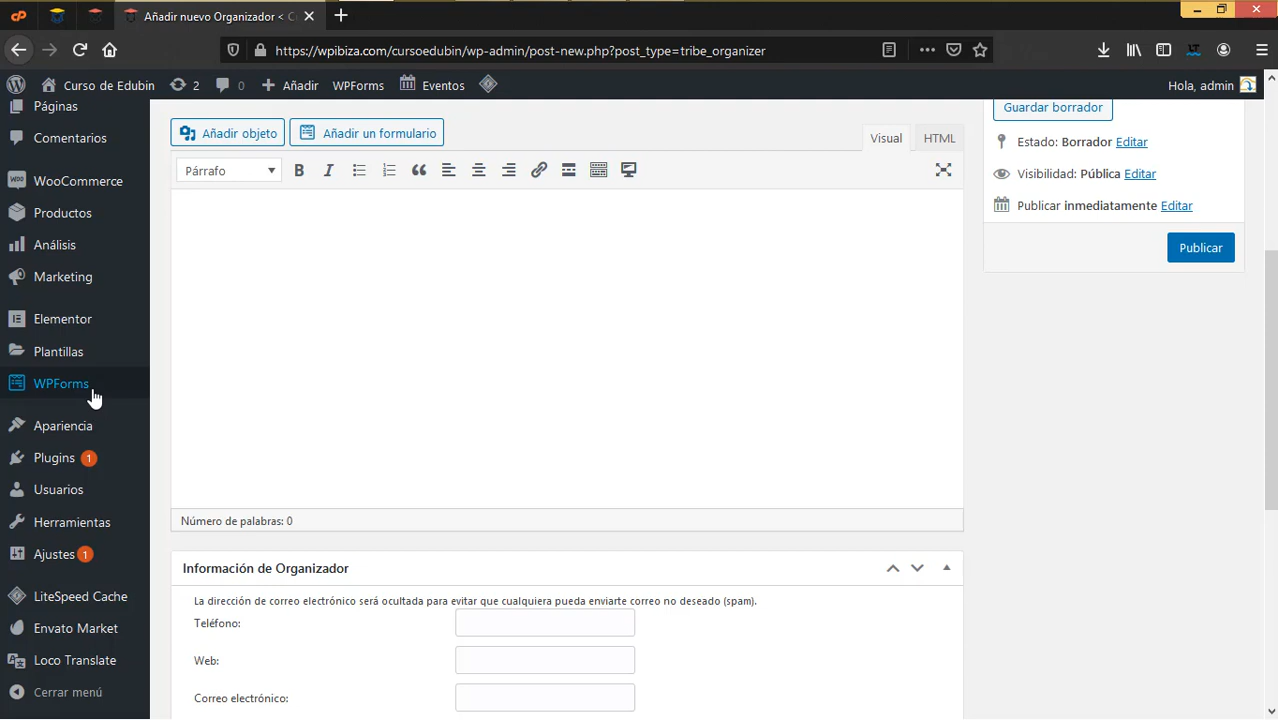 Añadir nuevo Organizador < C
https://wpibiza.com/cursoedubin/wp-admin/post-new.php?post_type=tribe_organizer
Curso de Edubin 2 0 Añadir WPForms Eventos Hola, admin
Páginas
Comentarios
WooCommerce
Productos
Análisis
Marketing
Elementor
Plantillas
WPForms
Apariencia
Plugins 1
Usuarios
Herramientas
Ajustes 1
LiteSpeed Cache
Envato Market
Loco Translate
Cerrar menú
Añadir objeto Añadir un formulario
Visual HTML
Párrafo
Número de palabras: 0
Información de Organizador
La dirección de correo electrónico será ocultada para evitar que cualquiera pueda enviarte correo no deseado (spam).
Teléfono:
Web:
Correo electrónico:
Guardar borrador
Estado: Borrador Editar
Visibilidad: Pública Editar
Publicar inmediatamente Editar
Publicar